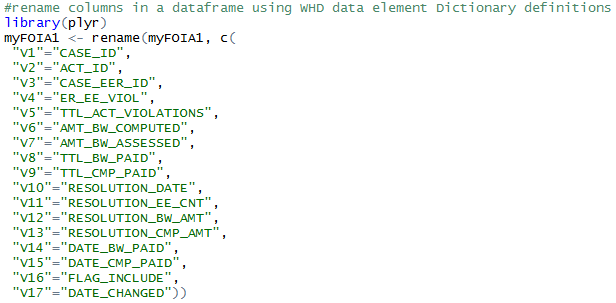 #rename columns in a dataframe using WHD data element Dictionary definitions
library(plyr)
myFOIA1 <- rename(myFOIA1, c(
"V1"="CASE_ID",
"V2"="ACT_ID",
"V3"="CASE_EER_ID",
"V4"="ER_EE_VIOL",
"V5"="TTL_ACT_VIOLATIONS",
"V6"="AMT_BW_COMPUTED",
"V7"="AMT_BW_ASSESSED",
"V8"="TTL_BW_PAID",
"V9"="TTL_CMP_PAID",
"V10"="RESOLUTION_DATE",
"V11"="RESOLUTION_EE_CNT",
"V12"="RESOLUTION_BW_AMT",
"V13"="RESOLUTION_CMP_AMT",
"V14"="DATE_BW_PAID",
"V15"="DATE_CMP_PAID",
"V16"="FLAG_INCLUDE",
"V17"="DATE_CHANGED"))